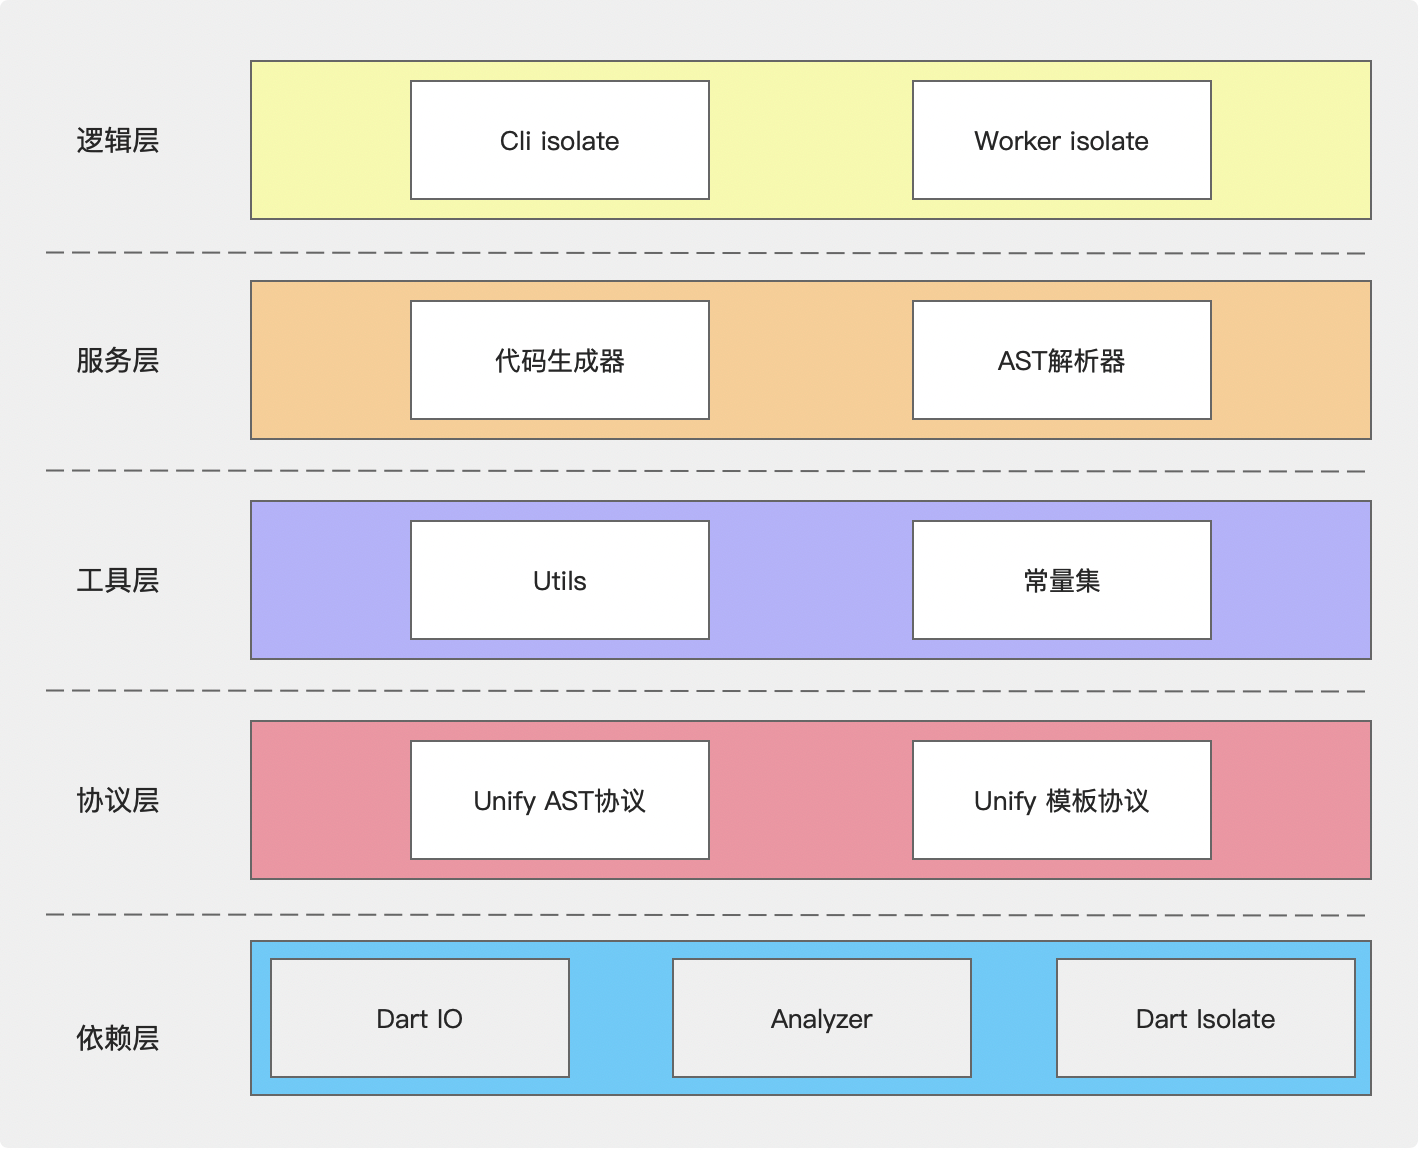 逻辑层
Cli isolate
Worker isolate
服务层
代码生成器
AST解析器
工具层
Utils
常量集
协议层
Unify AST协议
Unify 模板协议
依赖层
Dart IO
Analyzer
Dart Isolate